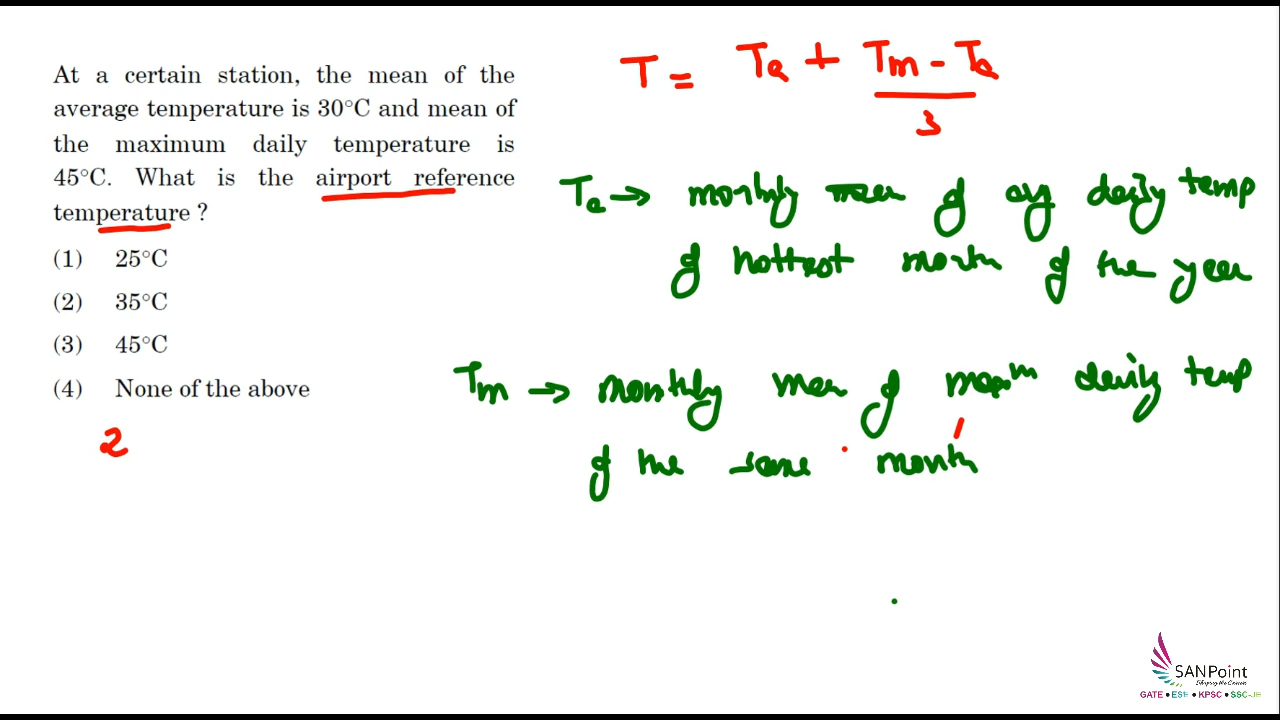 At a certain station, the mean of the
average temperature is 30°C and mean of
the maximum daily temperature is
45°C. What is the airport reference
temperature ?
(1) 25°C
(2) 35°C
(3) 45°C
(4) None of the above
2
T = Ta + Tm - Ta
3
Ta → monthly mean of avg daily temp
of hottest month of the year
Tm → monthly mean of maxm daily temp
of the same month
SANPoint
GATE • ESE • KPSC • SSC-JE